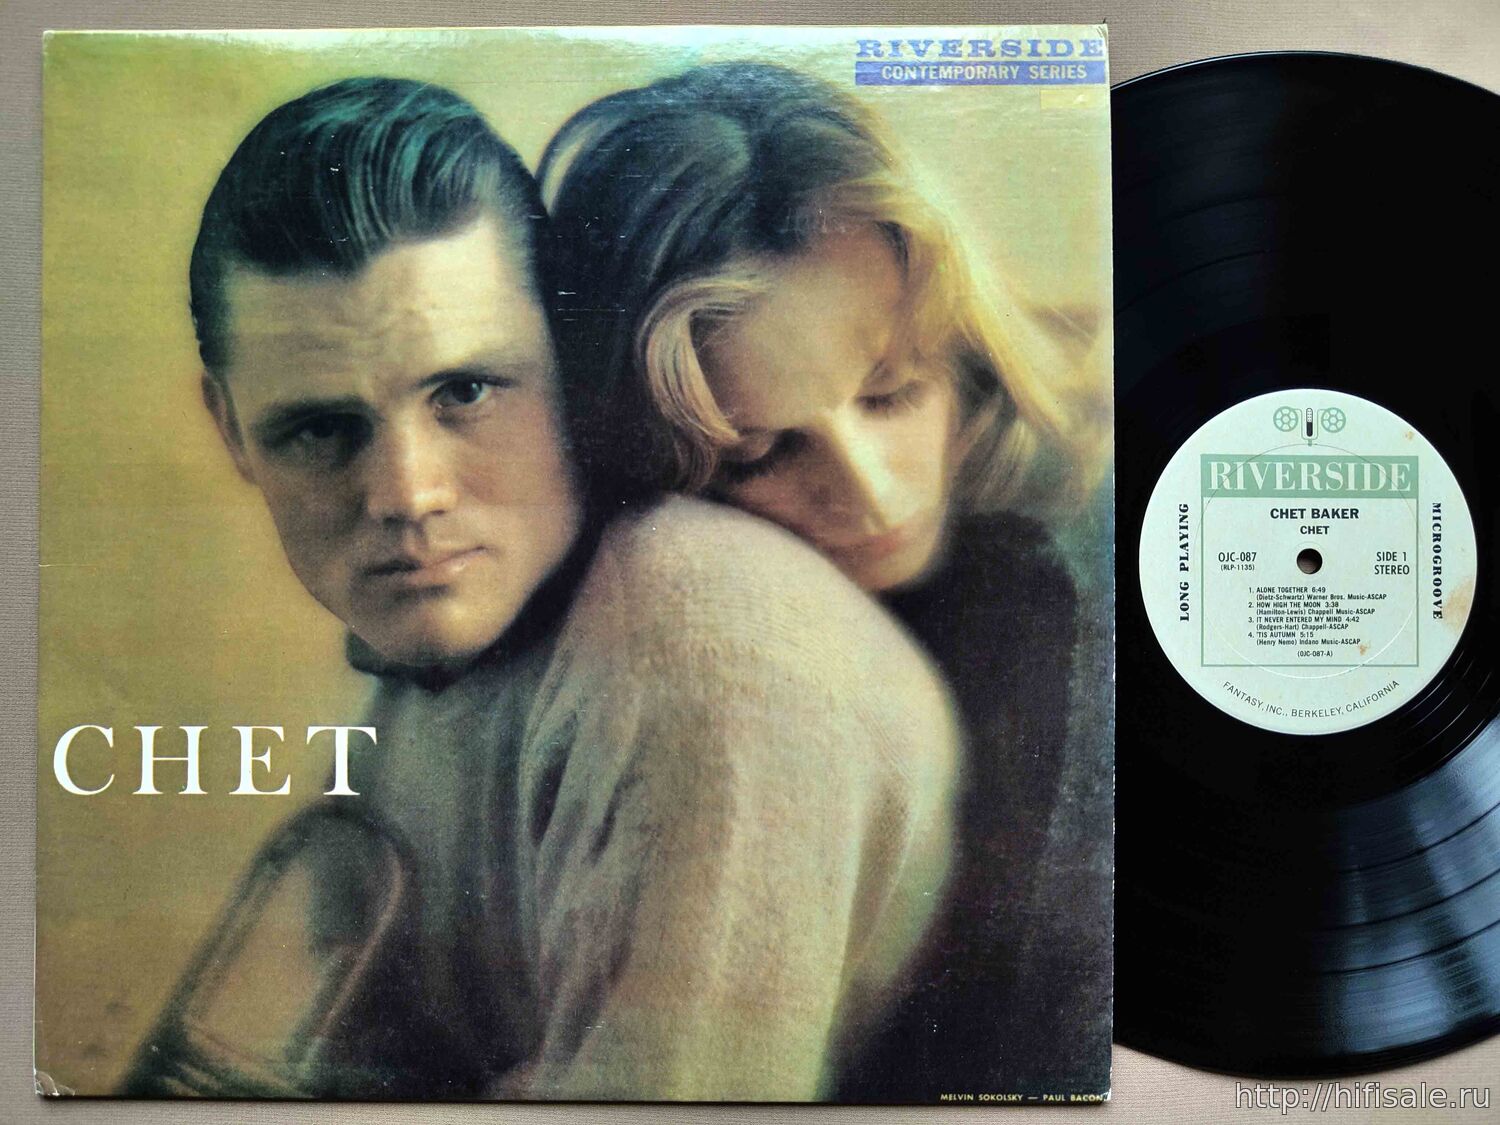 RIVERSIDE
CONTEMPORARY SERIES
CHET
MELVIN SOKOLSKY — PAUL BACON
RIVERSIDE
CHET BAKER
CHET
LONG PLAYING
MICROGROOVE
OJC-087
(RLP-1135)
SIDE 1
STEREO
1. ALONE TOGETHER 6:49
(Dietz-Schwartz) Warner Bros. Music-ASCAP
2. HOW HIGH THE MOON 3:38
(Hamilton-Lewis) Chappell Music-ASCAP
3. IT NEVER ENTERED MY MIND 4:42
(Rodgers-Hart) Chappell-ASCAP
4. 'TIS AUTUMN 5:15
(Henry Nemo) Indano Music-ASCAP
(OJC-087-A)
FANTASY, INC., BERKELEY, CALIFORNIA
http://hifisale.ru